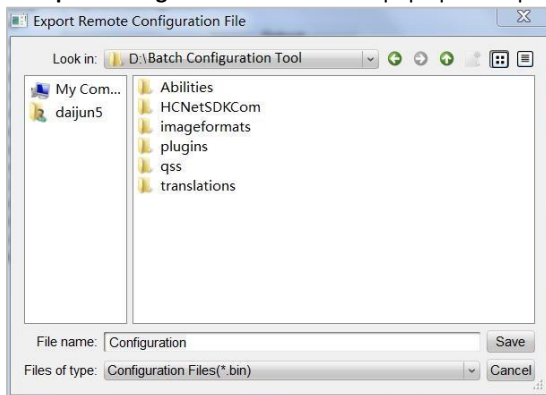 Export Remote Configuration File
Look in: D:\Batch Configuration Tool
My Com...
daijun5
Abilities
HCNetSDKCom
imageformats
plugins
qss
translations
File name: Configuration Save
Files of type: Configuration Files(*.bin) Cancel